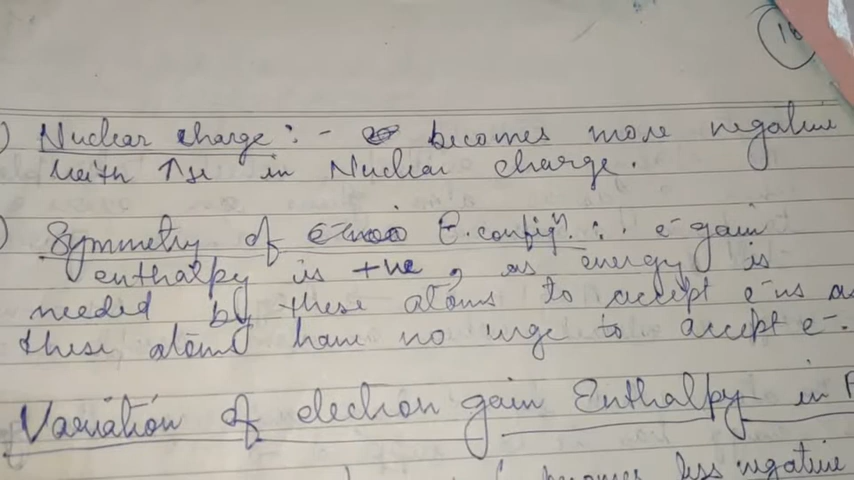 16
) Nuclear charge :- becomes more negative
with ↑se in Nuclear charge.
) Symmetry of E. configⁿ. : e⁻ gain
enthalpy is +ve, as energy is
needed by these atoms to accept e⁻ns as
these atoms have no urge to accept e⁻.
Variation of electron gain Enthalpy in P
becomes less negative